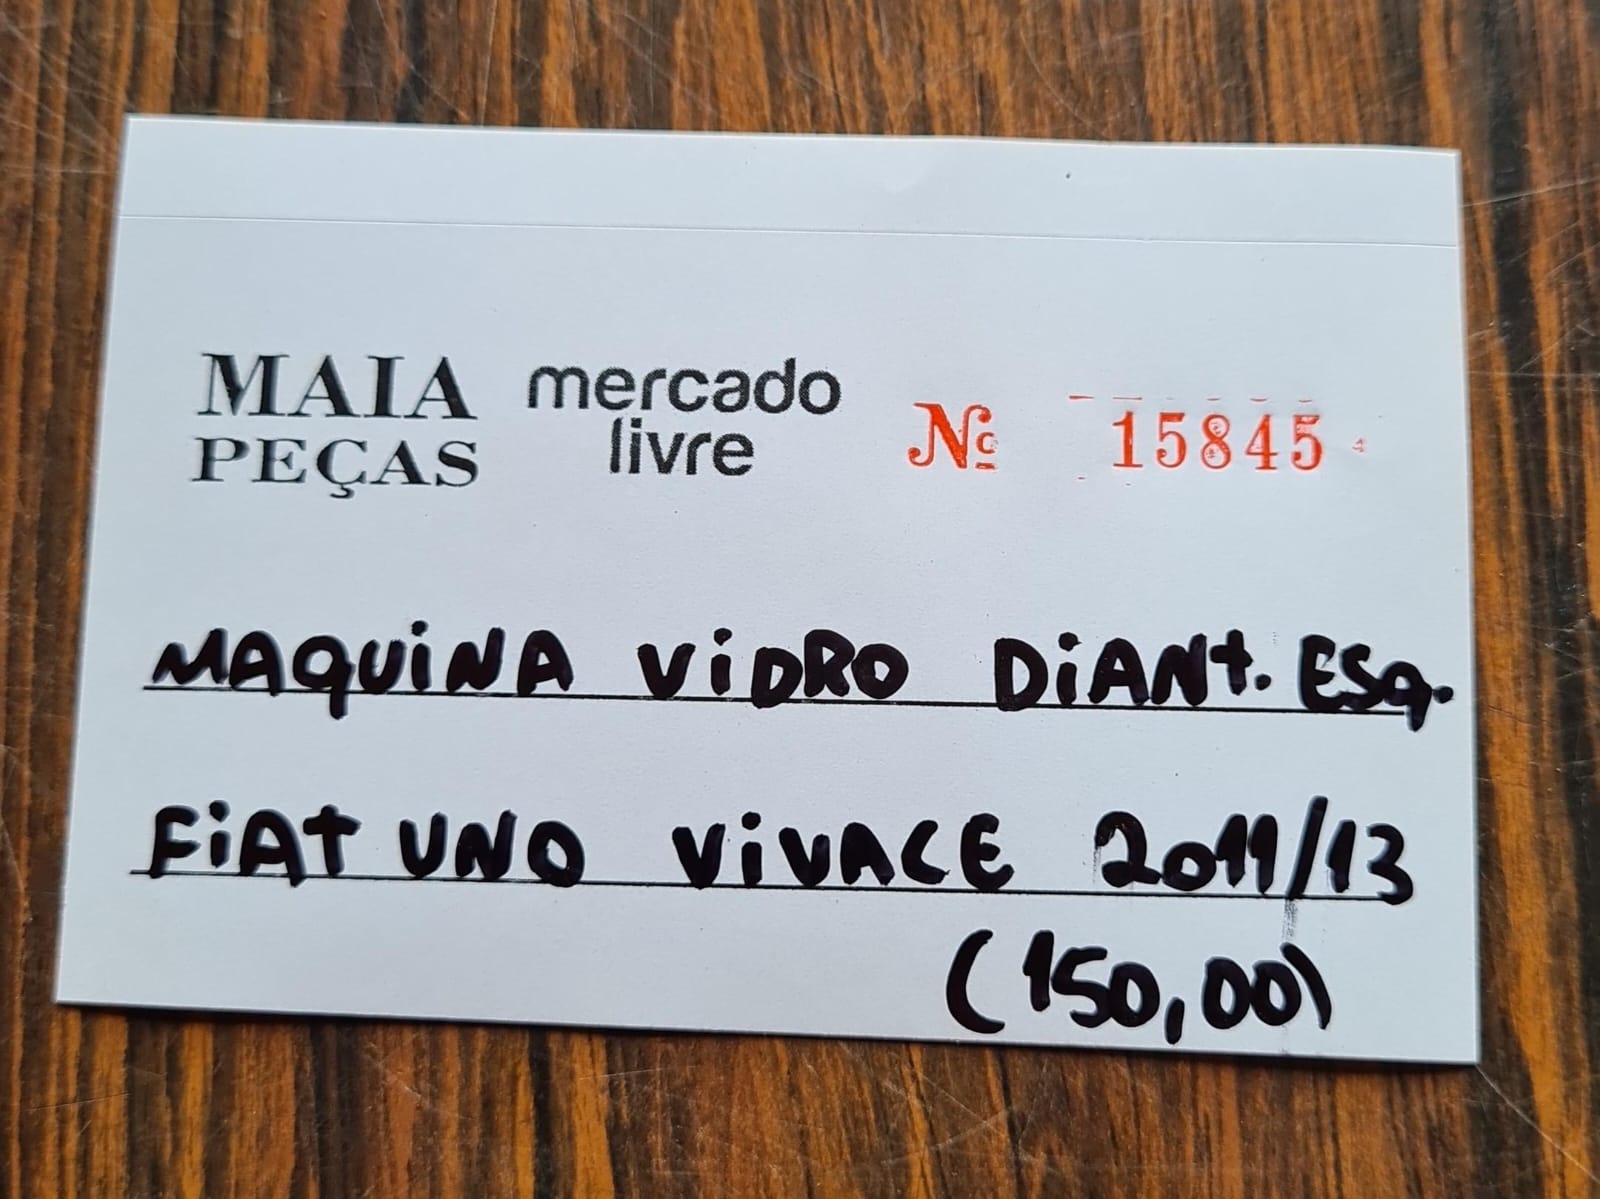 MAIA mercado
PEÇAS livre Nº 15845
MAQUINA VIDRO DIANT. ESQ.
FIAT UNO VIVACE 2011/13
(150,00)